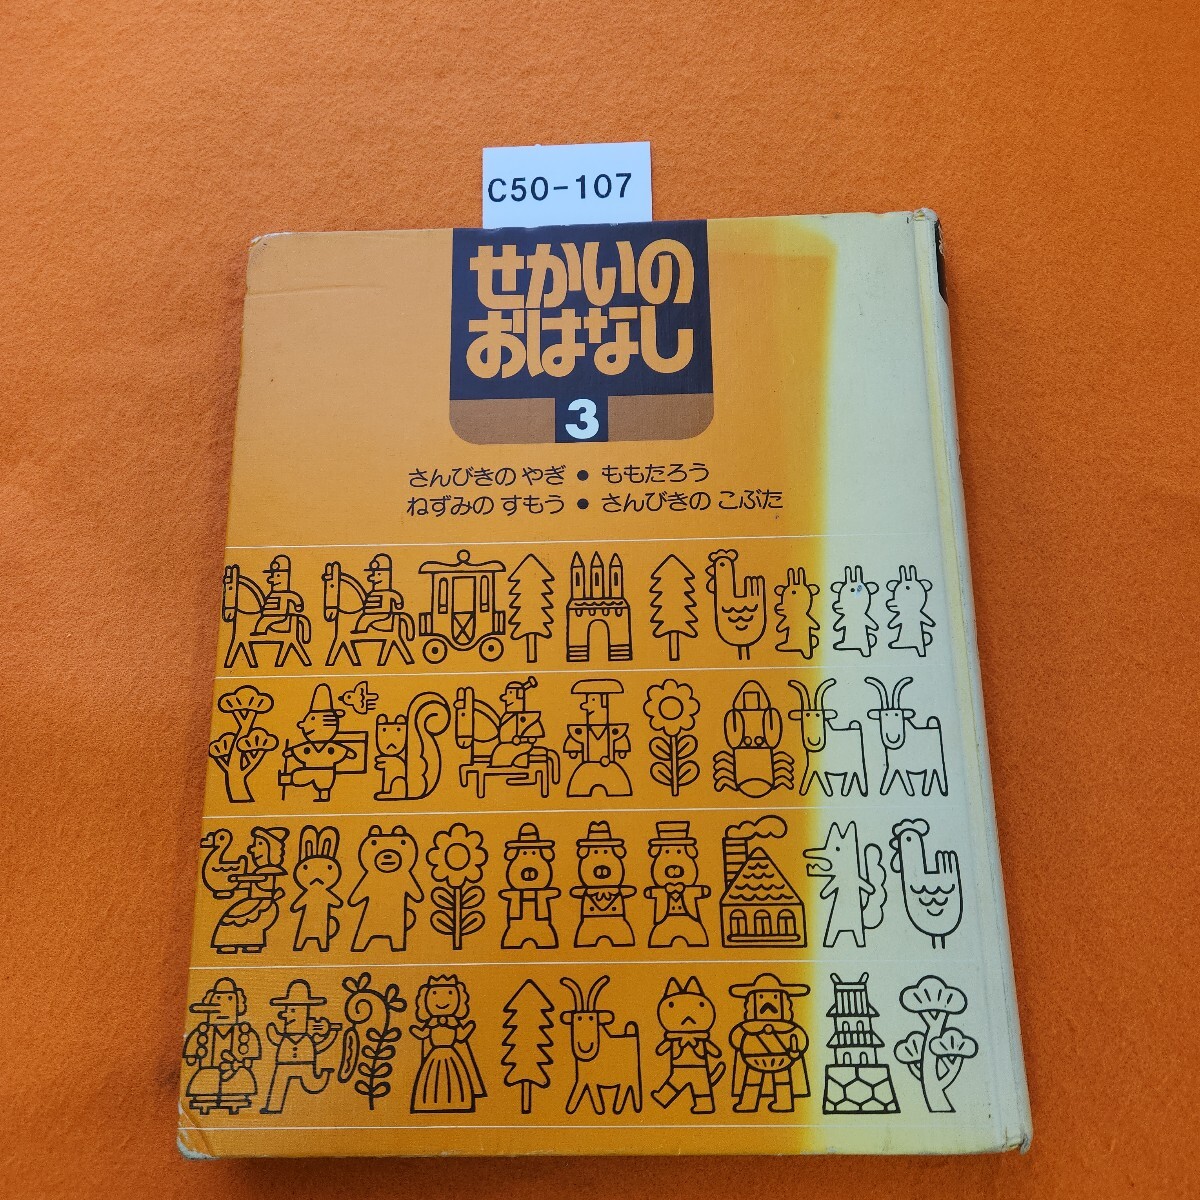 C50-107
せかいの
おはなし
3
さんびきの やぎ ● ももたろう
ねずみの すもう ● さんびきの こぶた